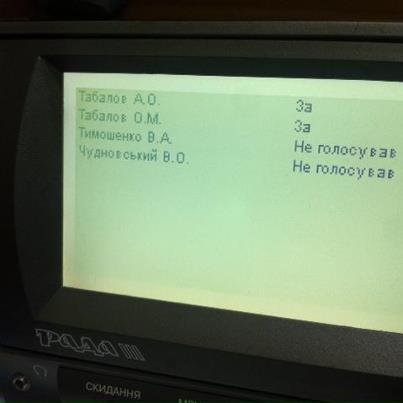 Табалов А.О. За
Табалов О.М. За
Тимошенко В.А. Не голосував
Чудновський В.О. Не голосував
РАДА III
СКИДАННЯ